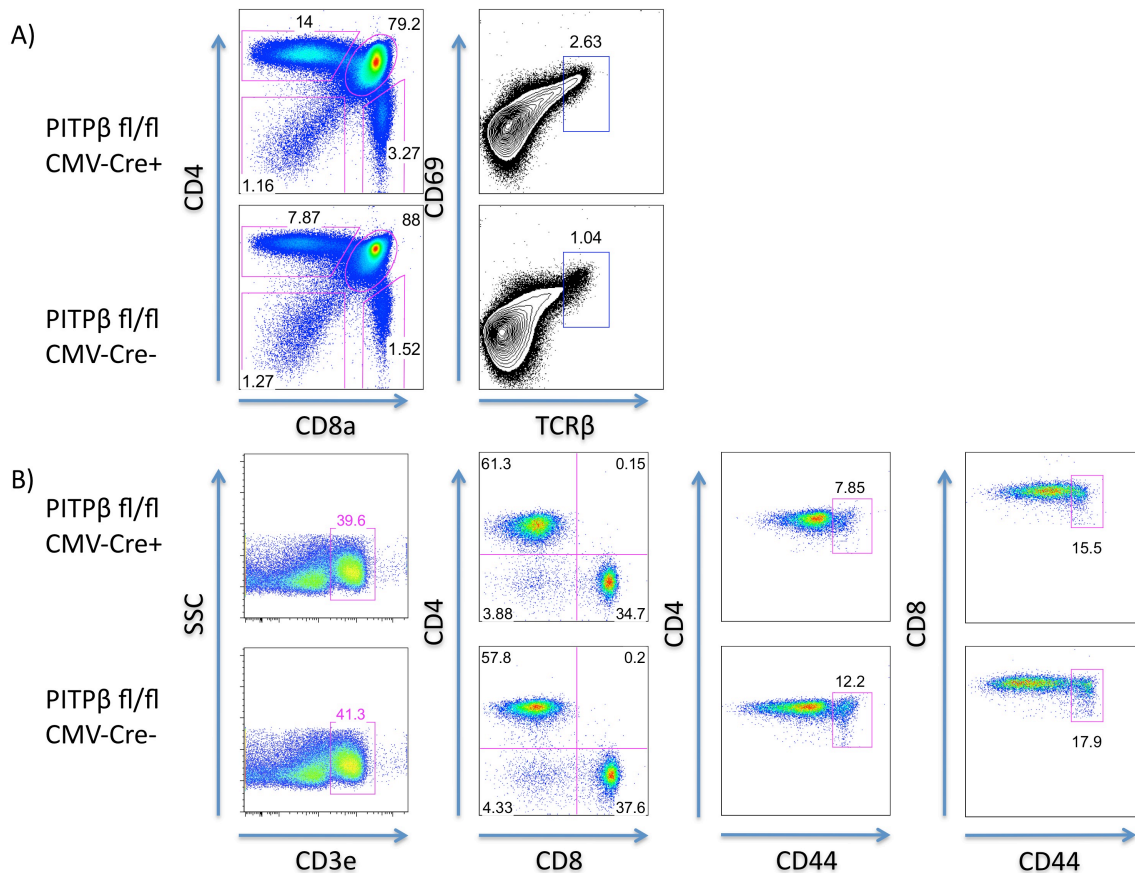 A)
14
79.2
2.63
PITPβ fl/fl
CMV-Cre+
CD4
3.27
1.16
CD69
7.87
88
1.04
PITPβ fl/fl
CMV-Cre-
1.52
1.27
CD8a
TCRβ
B)
PITPβ fl/fl
CMV-Cre+
39.6
61.3
0.15
7.85
15.5
3.88
34.7
SSC
CD4
CD4
CD8
PITPβ fl/fl
CMV-Cre-
41.3
57.8
0.2
12.2
17.9
4.33
37.6
CD3e
CD8
CD44
CD44